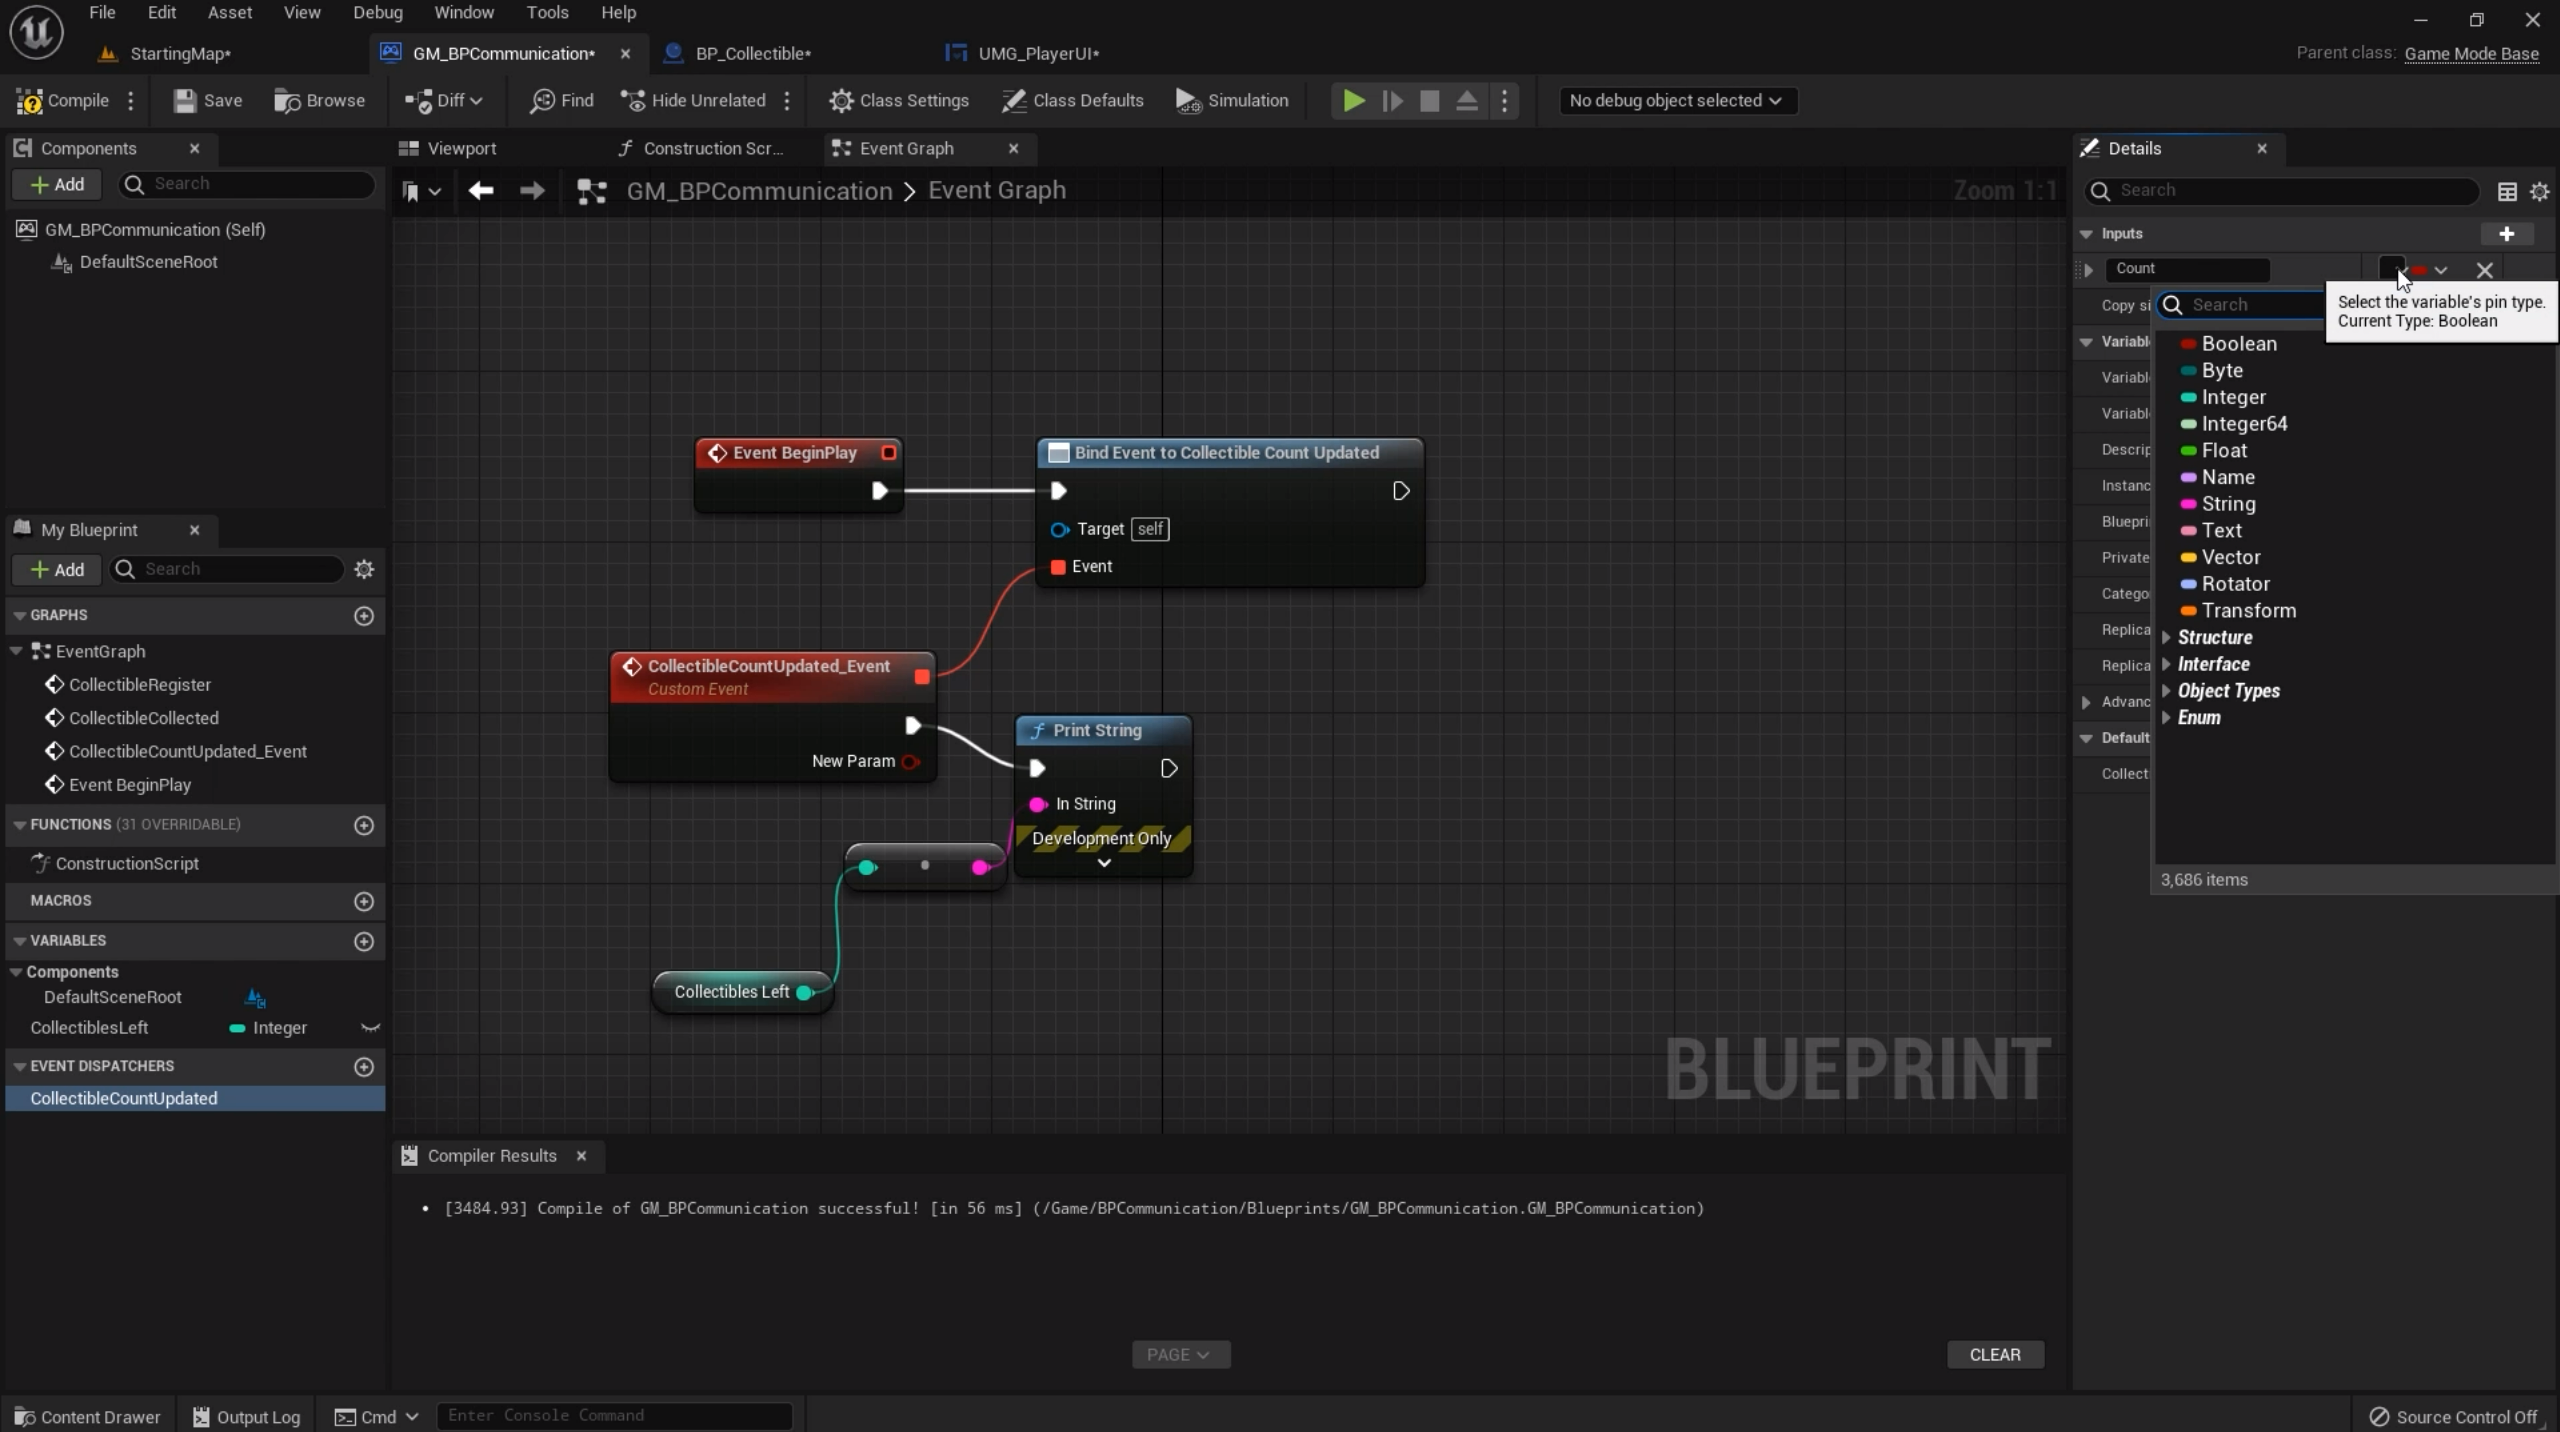 File Edit Asset View Debug Window Tools Help
StartingMap*
GM_BPCommunication*
BP_Collectible*
UMG_PlayerUI*
Parent class: Game Mode Base
Compile
Save
Browse
Diff
Find
Hide Unrelated
Class Settings
Class Defaults
Simulation
No debug object selected
Components
Add
Search
GM_BPCommunication (Self)
DefaultSceneRoot
My Blueprint
Add
Search
GRAPHS
EventGraph
CollectibleRegister
CollectibleCollected
CollectibleCountUpdated_Event
Event BeginPlay
FUNCTIONS (31 OVERRIDABLE)
ConstructionScript
MACROS
VARIABLES
Components
DefaultSceneRoot
CollectiblesLeft Integer
EVENT DISPATCHERS
CollectibleCountUpdated
Viewport
Construction Scr...
Event Graph
GM_BPCommunication > Event Graph
Zoom 1:1
Event BeginPlay
Bind Event to Collectible Count Updated
Target self
Event
CollectibleCountUpdated_Event
Custom Event
New Param
Print String
In String
Development Only
Collectibles Left
BLUEPRINT
Compiler Results
• [3484.93] Compile of GM_BPCommunication successful! [in 56 ms] (/Game/BPCommunication/Blueprints/GM_BPCommunication.GM_BPCommunication)
PAGE
CLEAR
Details
Search
Inputs
Count
Copy si
Variabl
Variabl
Variabl
Descrip
Instanc
Bluepri
Private
Catego
Replica
Replica
Advanc
Default
Collect
Search
Select the variable's pin type.
Current Type: Boolean
Boolean
Byte
Integer
Integer64
Float
Name
String
Text
Vector
Rotator
Transform
Structure
Interface
Object Types
Enum
3,686 items
Content Drawer
Output Log
Cmd
Enter Console Command
Source Control Off